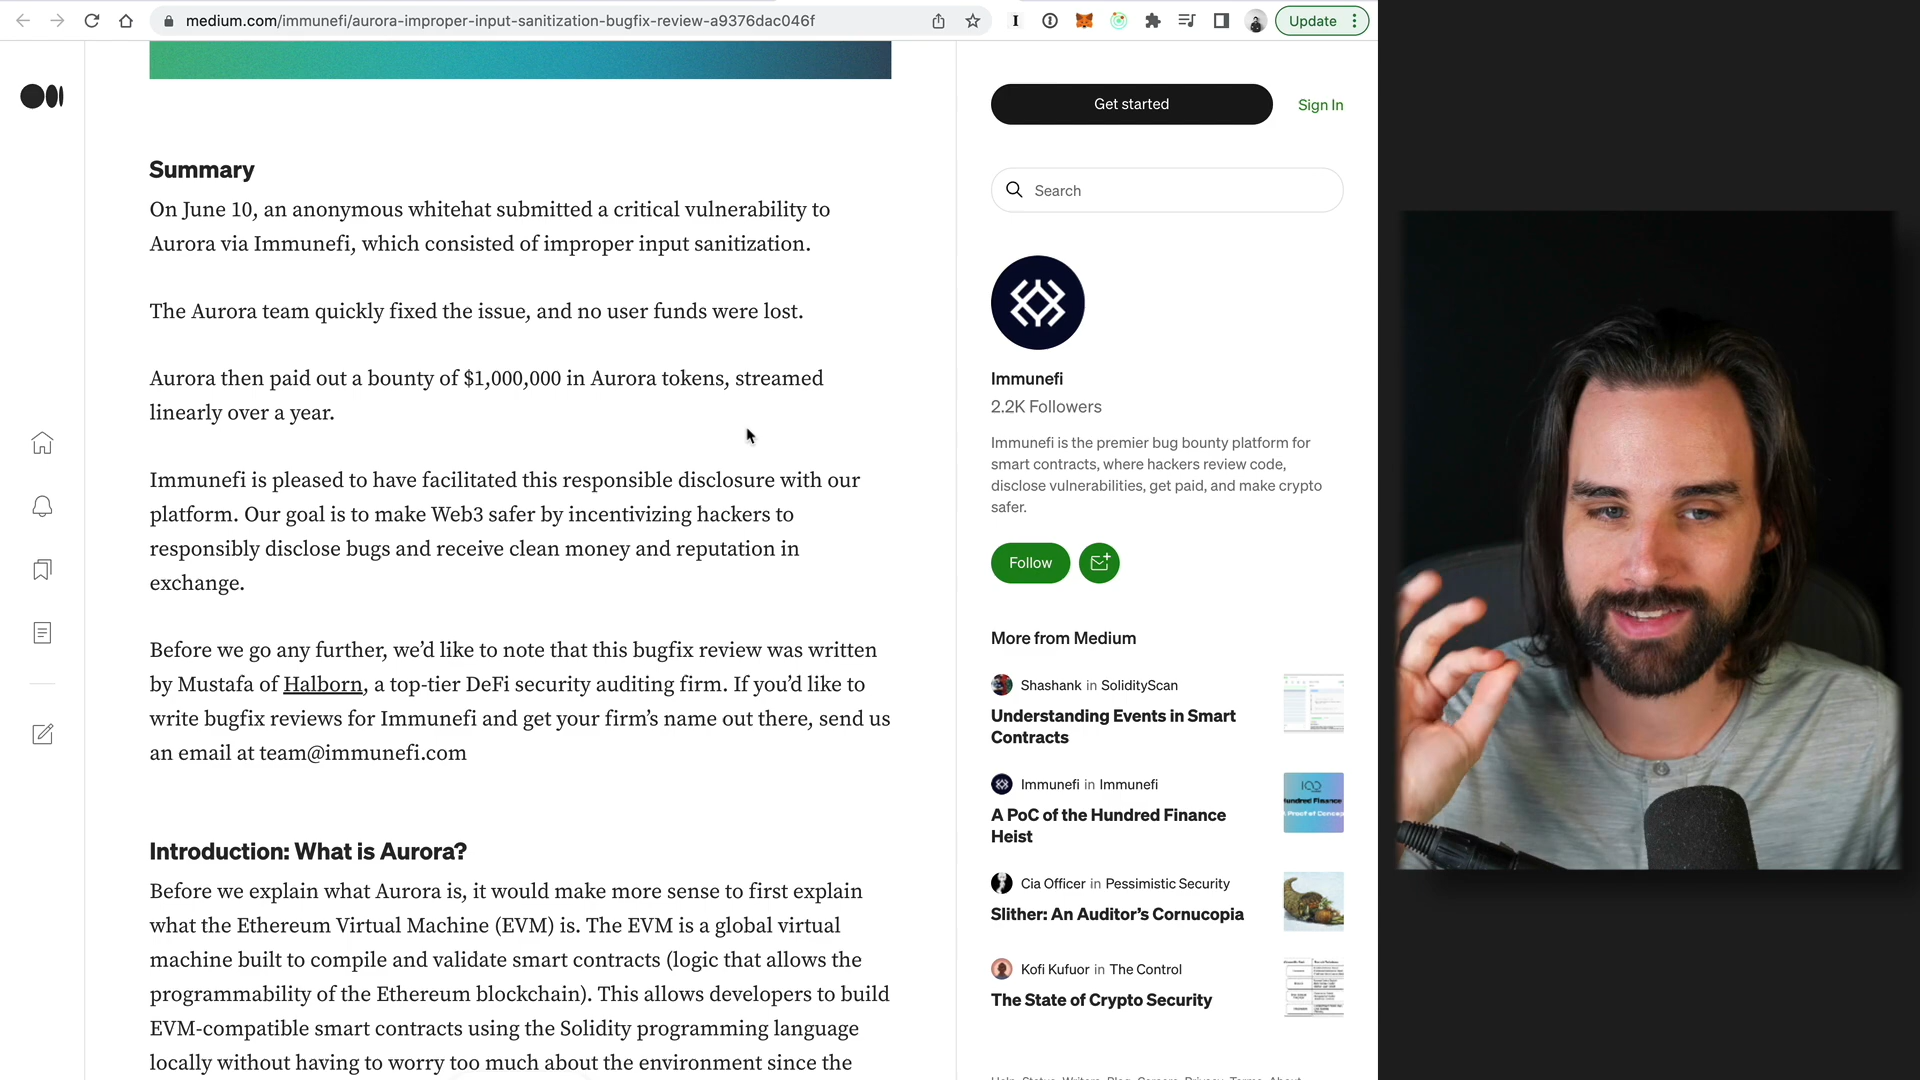 medium.com/immunefi/aurora-improper-input-sanitization-bugfix-review-a9376dac046f
Update
Summary
On June 10, an anonymous whitehat submitted a critical vulnerability to
Aurora via Immunefi, which consisted of improper input sanitization.
The Aurora team quickly fixed the issue, and no user funds were lost.
Aurora then paid out a bounty of $1,000,000 in Aurora tokens, streamed
linearly over a year.
Immunefi is pleased to have facilitated this responsible disclosure with our
platform. Our goal is to make Web3 safer by incentivizing hackers to
responsibly disclose bugs and receive clean money and reputation in
exchange.
Before we go any further, we’d like to note that this bugfix review was written
by Mustafa of Halborn, a top-tier DeFi security auditing firm. If you’d like to
write bugfix reviews for Immunefi and get your firm’s name out there, send us
an email at team@immunefi.com
Introduction: What is Aurora?
Before we explain what Aurora is, it would make more sense to first explain
what the Ethereum Virtual Machine (EVM) is. The EVM is a global virtual
machine built to compile and validate smart contracts (logic that allows the
programmability of the Ethereum blockchain). This allows developers to build
EVM-compatible smart contracts using the Solidity programming language
locally without having to worry too much about the environment since the
Get started
Sign In
Search
Immunefi
2.2K Followers
Immunefi is the premier bug bounty platform for
smart contracts, where hackers review code,
disclose vulnerabilities, get paid, and make crypto
safer.
Follow
More from Medium
Shashank in SolidityScan
Understanding Events in Smart
Contracts
Immunefi in Immunefi
A PoC of the Hundred Finance
Heist
Cia Officer in Pessimistic Security
Slither: An Auditor’s Cornucopia
Kofi Kufuor in The Control
The State of Crypto Security